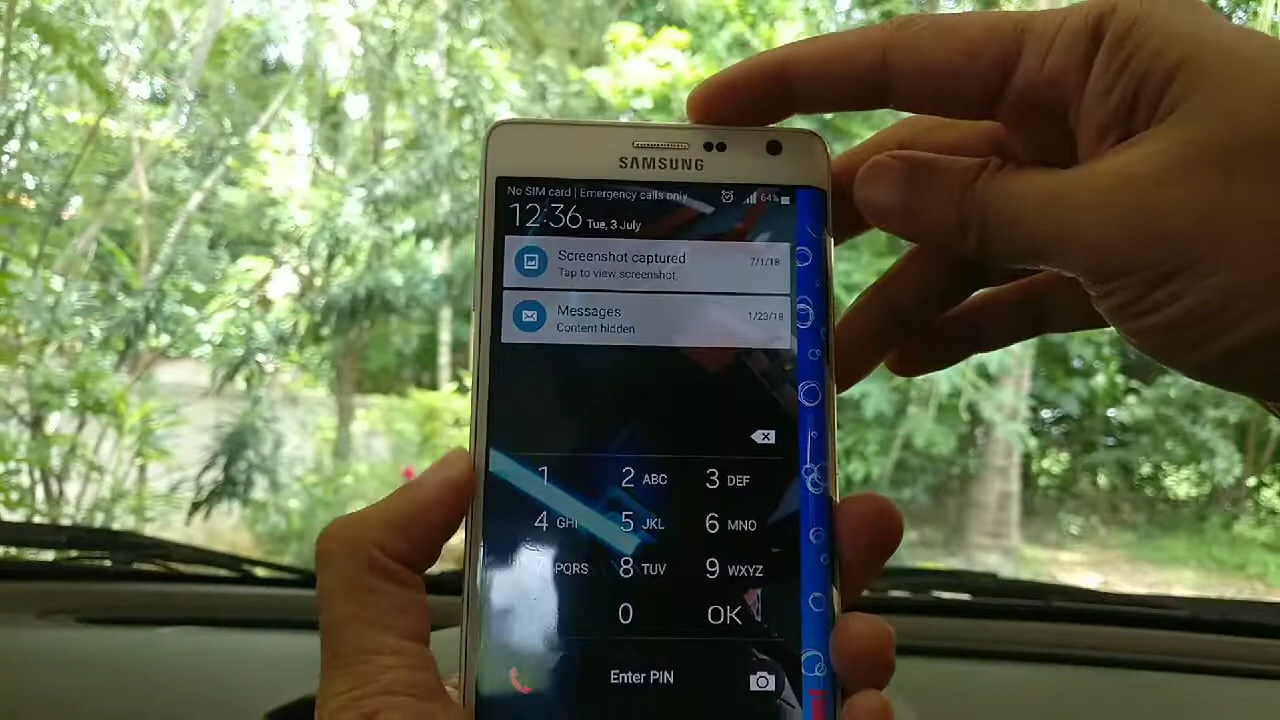 SAMSUNG
No SIM card | Emergency calls only 64%
12:36 Tue, 3 July
Screenshot captured 7/1/18
Tap to view screenshot.
Messages 1/23/18
Content hidden
1 2 ABC 3 DEF
4 GHI 5 JKL 6 MNO
7 PQRS 8 TUV 9 WXYZ
0 OK
Enter PIN